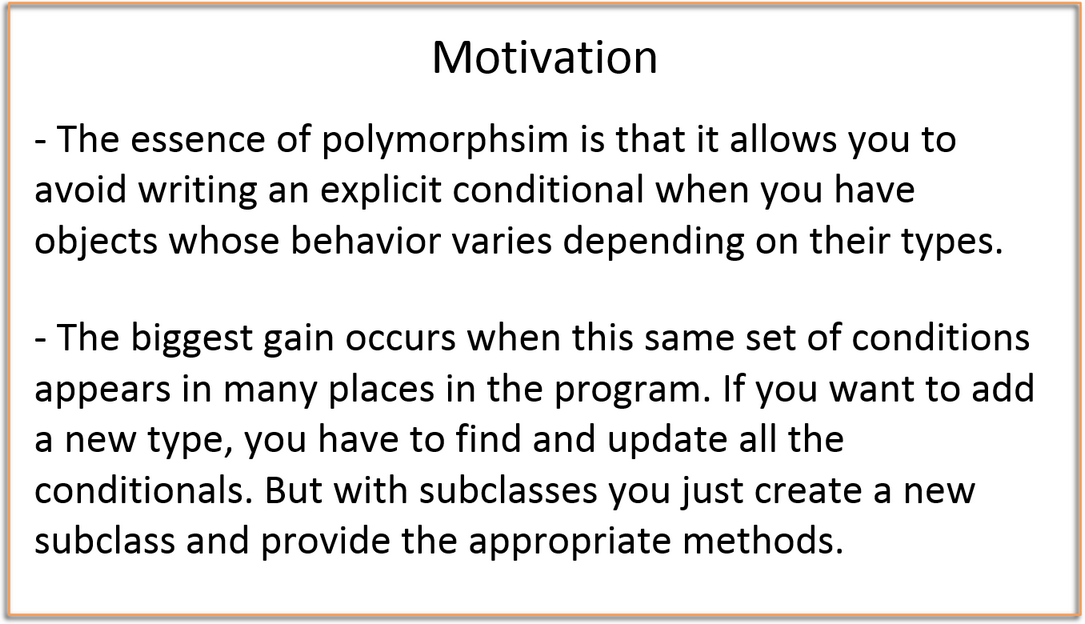 Motivation
- The essence of polymorphsim is that it allows you to
avoid writing an explicit conditional when you have
objects whose behavior varies depending on their types.
- The biggest gain occurs when this same set of conditions
appears in many places in the program. If you want to add
a new type, you have to find and update all the
conditionals. But with subclasses you just create a new
subclass and provide the appropriate methods.